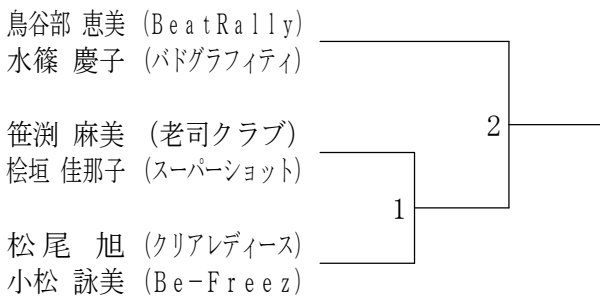 鳥谷部 恵美 (BeatRally)
水篠 慶子 (バドグラフィティ)
2
笹渕 麻美 (老司クラブ)
桧垣 佳那子 (スーパーショット)
1
松尾 旭 (クリアレディース)
小松 詠美 (Be-Freez)